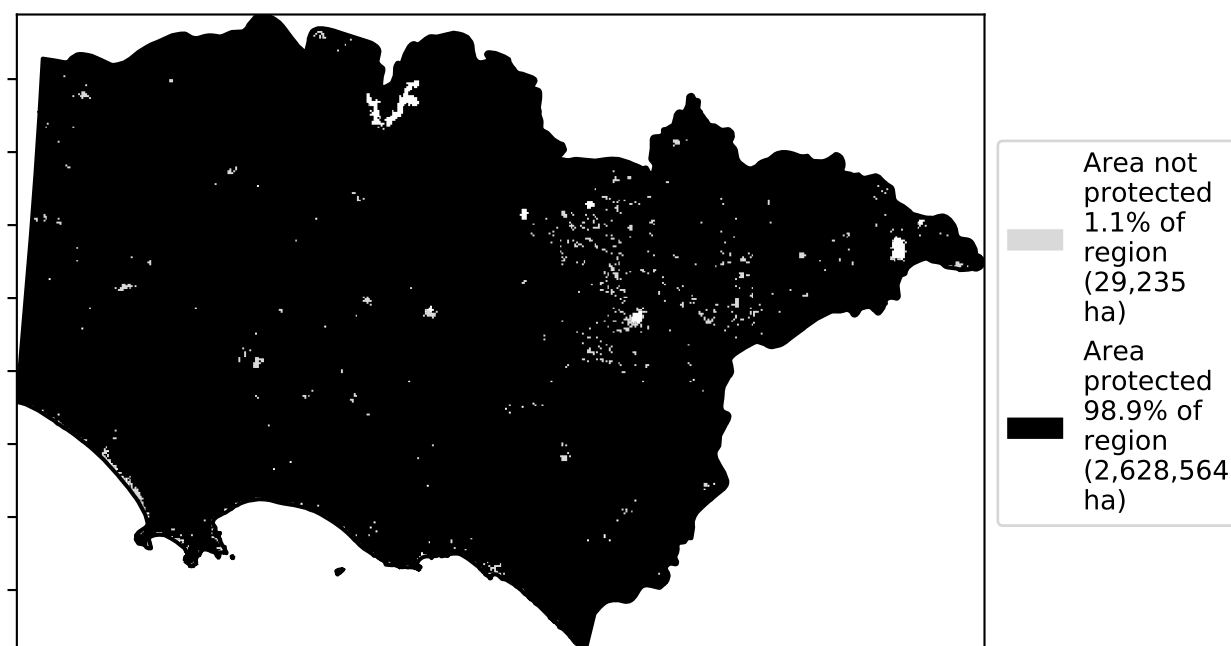 Area not
protected
1.1% of
region
(29,235
ha)
Area
protected
98.9% of
region
(2,628,564
ha)